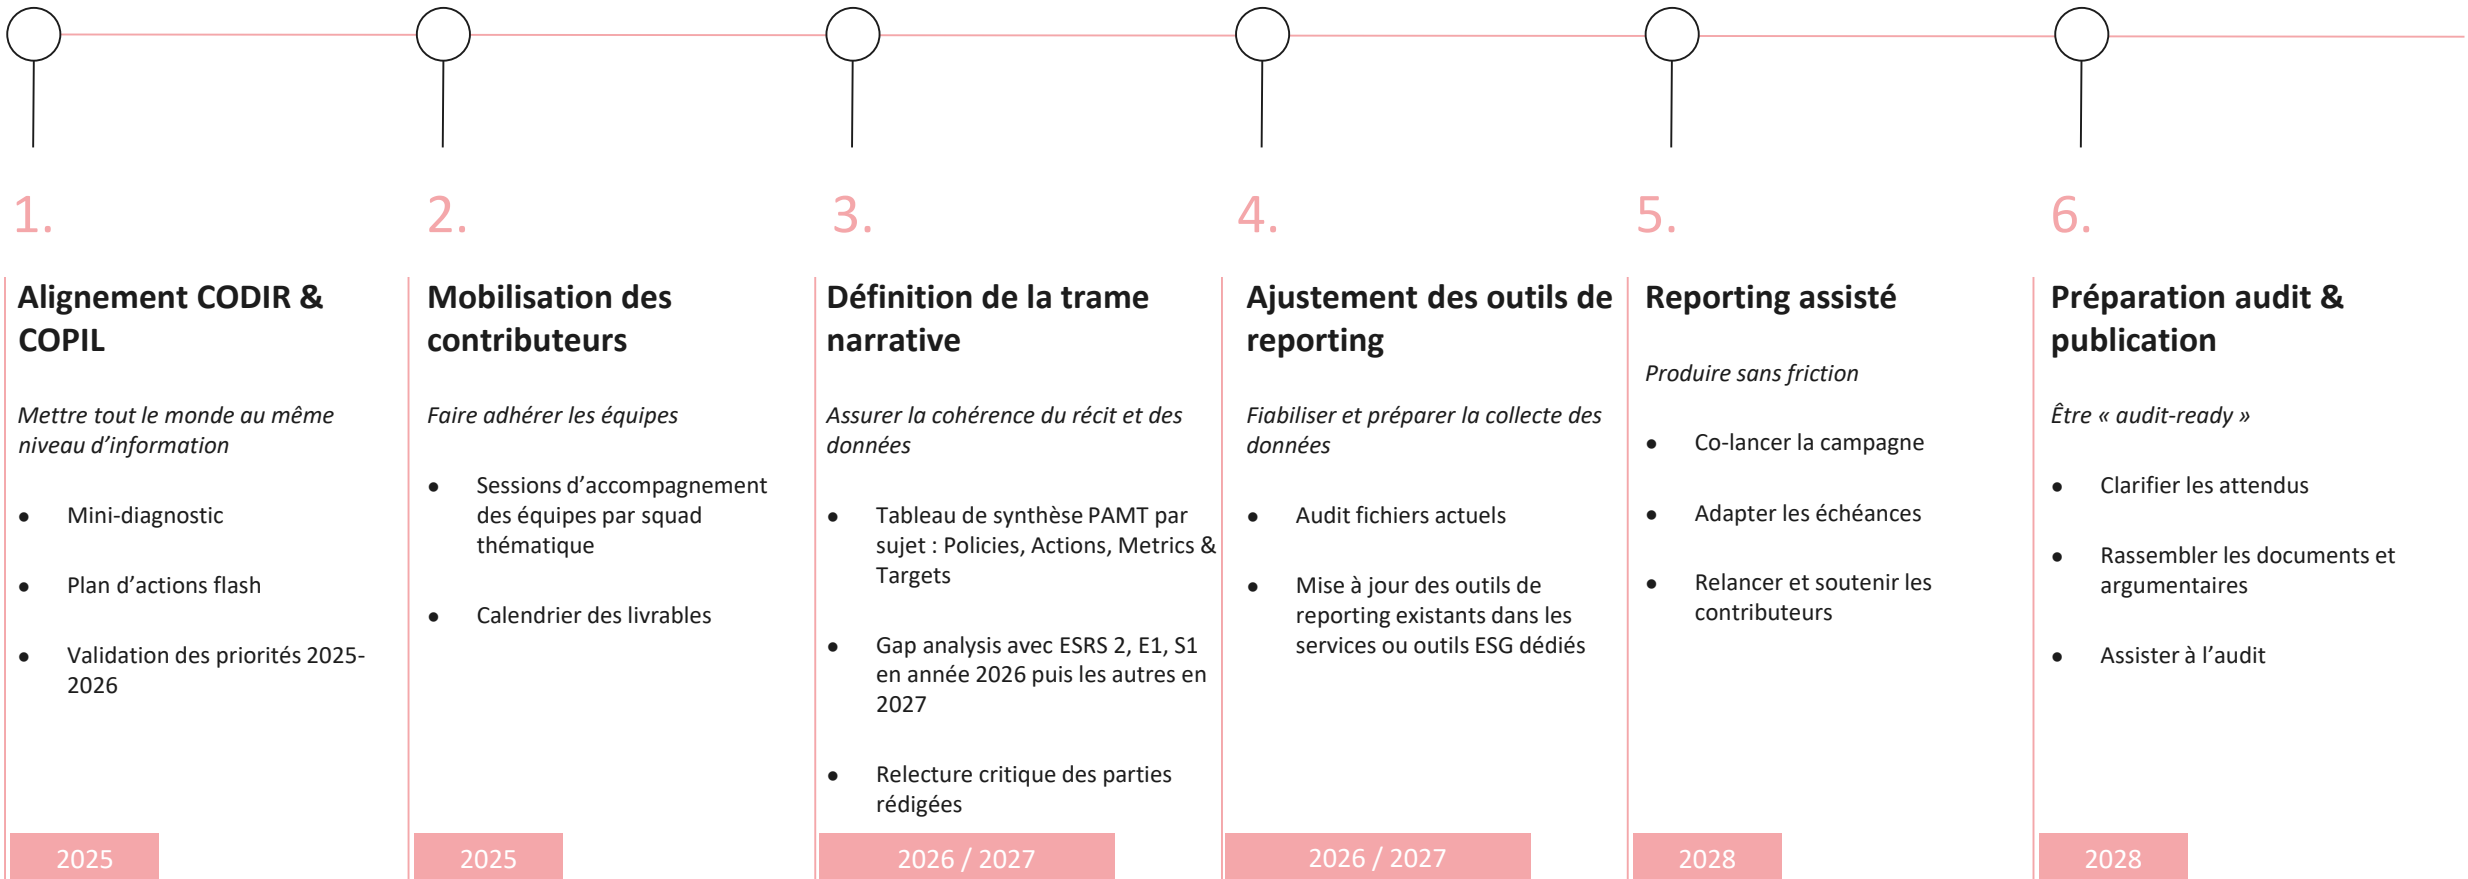 1.
Alignement CODIR &
COPIL
Mettre tout le monde au même
niveau d’information
● Mini-diagnostic
● Plan d’actions flash
● Validation des priorités 2025-
2026
2025
2.
Mobilisation des
contributeurs
Faire adhérer les équipes
● Sessions d’accompagnement
des équipes par squad
thématique
● Calendrier des livrables
2025
3.
Définition de la trame
narrative
Assurer la cohérence du récit et des
données
● Tableau de synthèse PAMT par
sujet : Policies, Actions, Metrics &
Targets
● Gap analysis avec ESRS 2, E1, S1
en année 2026 puis les autres en
2027
● Relecture critique des parties
rédigées
2026 / 2027
4.
Ajustement des outils de
reporting
Fiabiliser et préparer la collecte des
données
● Audit fichiers actuels
● Mise à jour des outils de
reporting existants dans les
services ou outils ESG dédiés
2026 / 2027
5.
Reporting assisté
Produire sans friction
● Co-lancer la campagne
● Adapter les échéances
● Relancer et soutenir les
contributeurs
2028
6.
Préparation audit &
publication
Être « audit-ready »
● Clarifier les attendus
● Rassembler les documents et
argumentaires
● Assister à l’audit
2028